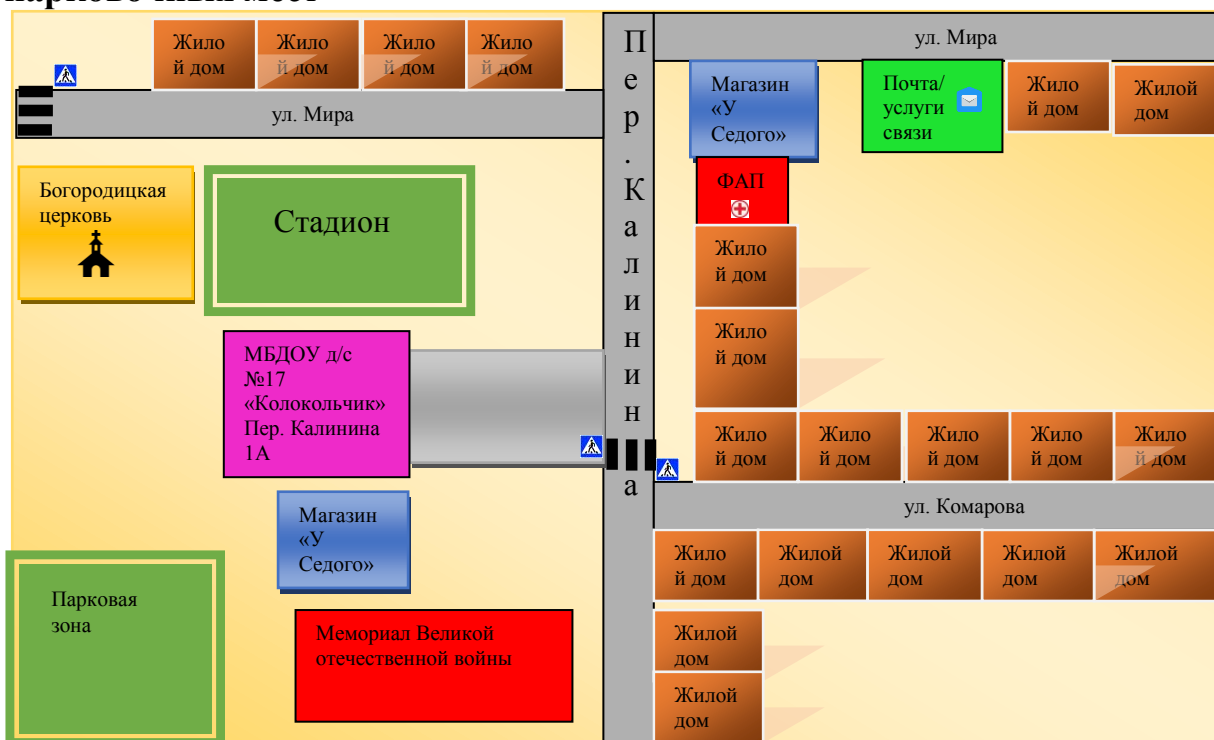 парковочных мест
Жило
й дом
Жило
й дом
Жило
й дом
Жило
й дом
ул. Мира
Пер. Калинина
ул. Мира
Магазин
«У
Седого»
Почта/
услуги
связи
Жило
й дом
Жилой
дом
ФАП
Богородицкая
церковь
Стадион
Жило
й дом
Жило
й дом
МБДОУ д/с
№17
«Колокольчик»
Пер. Калинина
1А
Жило
й дом
Жило
й дом
Жило
й дом
Жило
й дом
Жило
й дом
ул. Комарова
Магазин
«У
Седого»
Жило
й дом
Жилой
дом
Жилой
дом
Жилой
дом
Жилой
дом
Парковая
зона
Мемориал Великой
отечественной войны
Жилой
дом
Жилой
дом